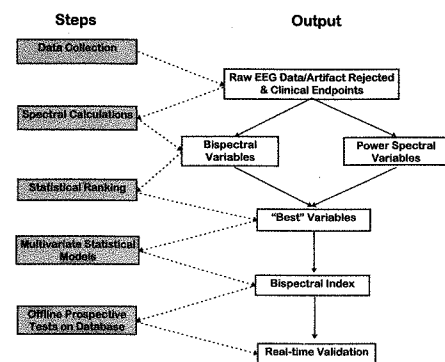 Steps
Output
Data Collection
Raw EEG Data/Artifact Rejected
& Clinical Endpoints
Spectral Calculations
Bispectral
Variables
Power Spectral
Variables
Statistical Ranking
"Best" Variables
Multivariate Statistical
Models
Bispectral Index
Offline Prospective
Tests on Database
Real-time Validation